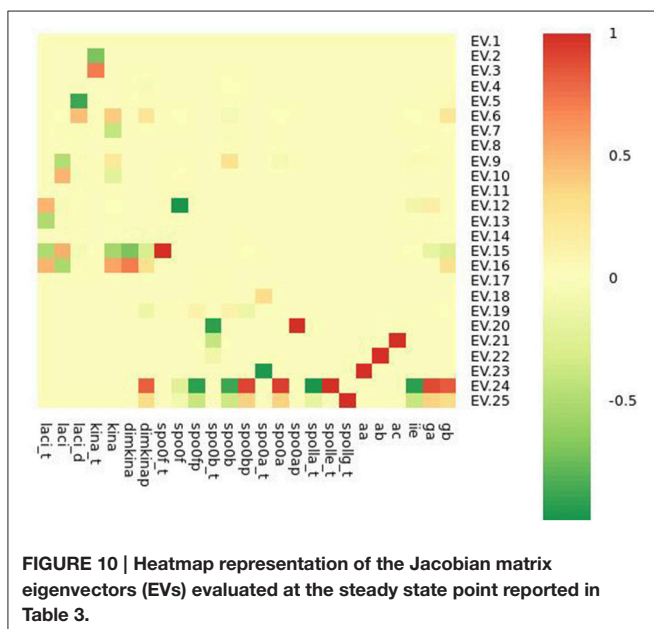 EV.1
EV.2
EV.3
EV.4
EV.5
EV.6
EV.7
EV.8
EV.9
EV.10
EV.11
EV.12
EV.13
EV.14
EV.15
EV.16
EV.17
EV.18
EV.19
EV.20
EV.21
EV.22
EV.23
EV.24
EV.25
1
0.5
0
-0.5
laci_t
laci
laci_d
kina_t
kina
dimkina
dimkinap
spo0f_t
spo0f
spo0fp
spo0b_t
spo0b
spo0bp
spo0a_t
spo0a
spo0ap
spolla_t
spolle_t
spollg_t
aa
ab
ac
iie
ga
gb
FIGURE 10 | Heatmap representation of the Jacobian matrix
eigenvectors (EVs) evaluated at the steady state point reported in
Table 3.